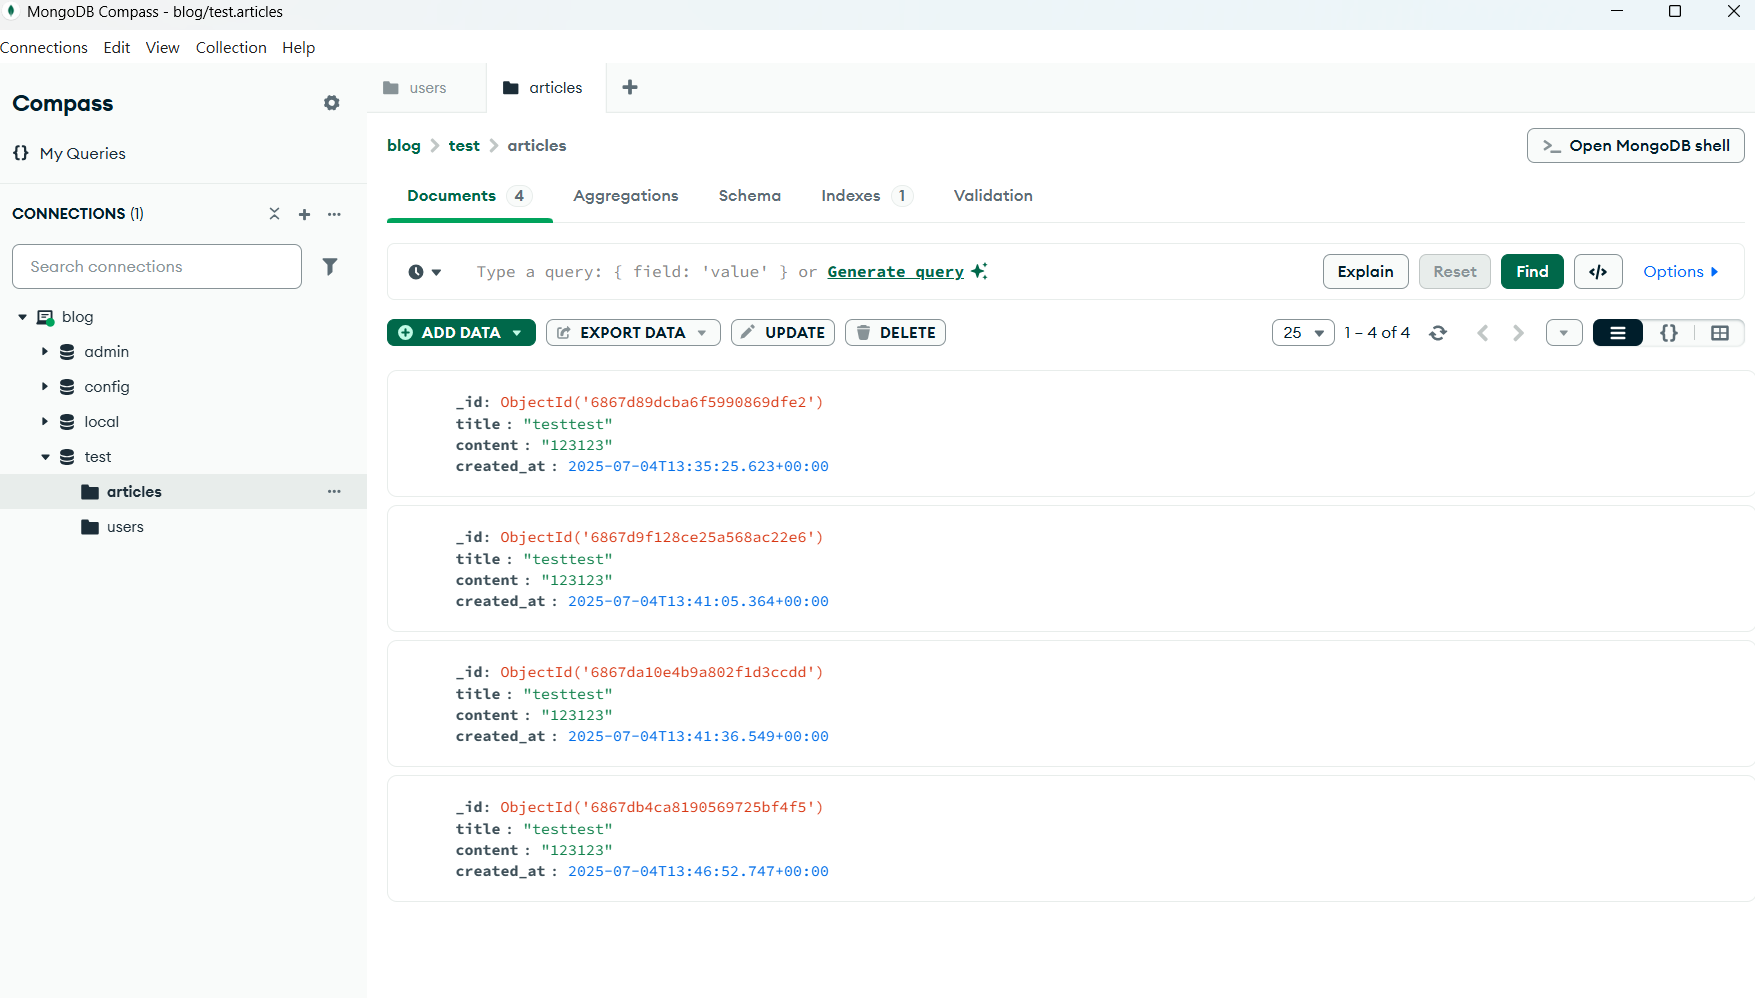 MongoDB Compass - blog/test.articles
Connections Edit View Collection Help
Compass
{} My Queries
CONNECTIONS (1)
Search connections
blog
admin
config
local
test
articles
users
users articles
blog > test > articles
>_ Open MongoDB shell
Documents 4 Aggregations Schema Indexes 1 Validation
Type a query: { field: 'value' } or Generate query
Explain Reset Find </> Options
ADD DATA EXPORT DATA UPDATE DELETE
25 1 – 4 of 4 {}
_id: ObjectId('6867d89dcba6f5990869dfe2')
title : "testtest"
content : "123123"
created_at : 2025-07-04T13:35:25.623+00:00
_id: ObjectId('6867d9f128ce25a568ac22e6')
title : "testtest"
content : "123123"
created_at : 2025-07-04T13:41:05.364+00:00
_id: ObjectId('6867da10e4b9a802f1d3ccdd')
title : "testtest"
content : "123123"
created_at : 2025-07-04T13:41:36.549+00:00
_id: ObjectId('6867db4ca8190569725bf4f5')
title : "testtest"
content : "123123"
created_at : 2025-07-04T13:46:52.747+00:00